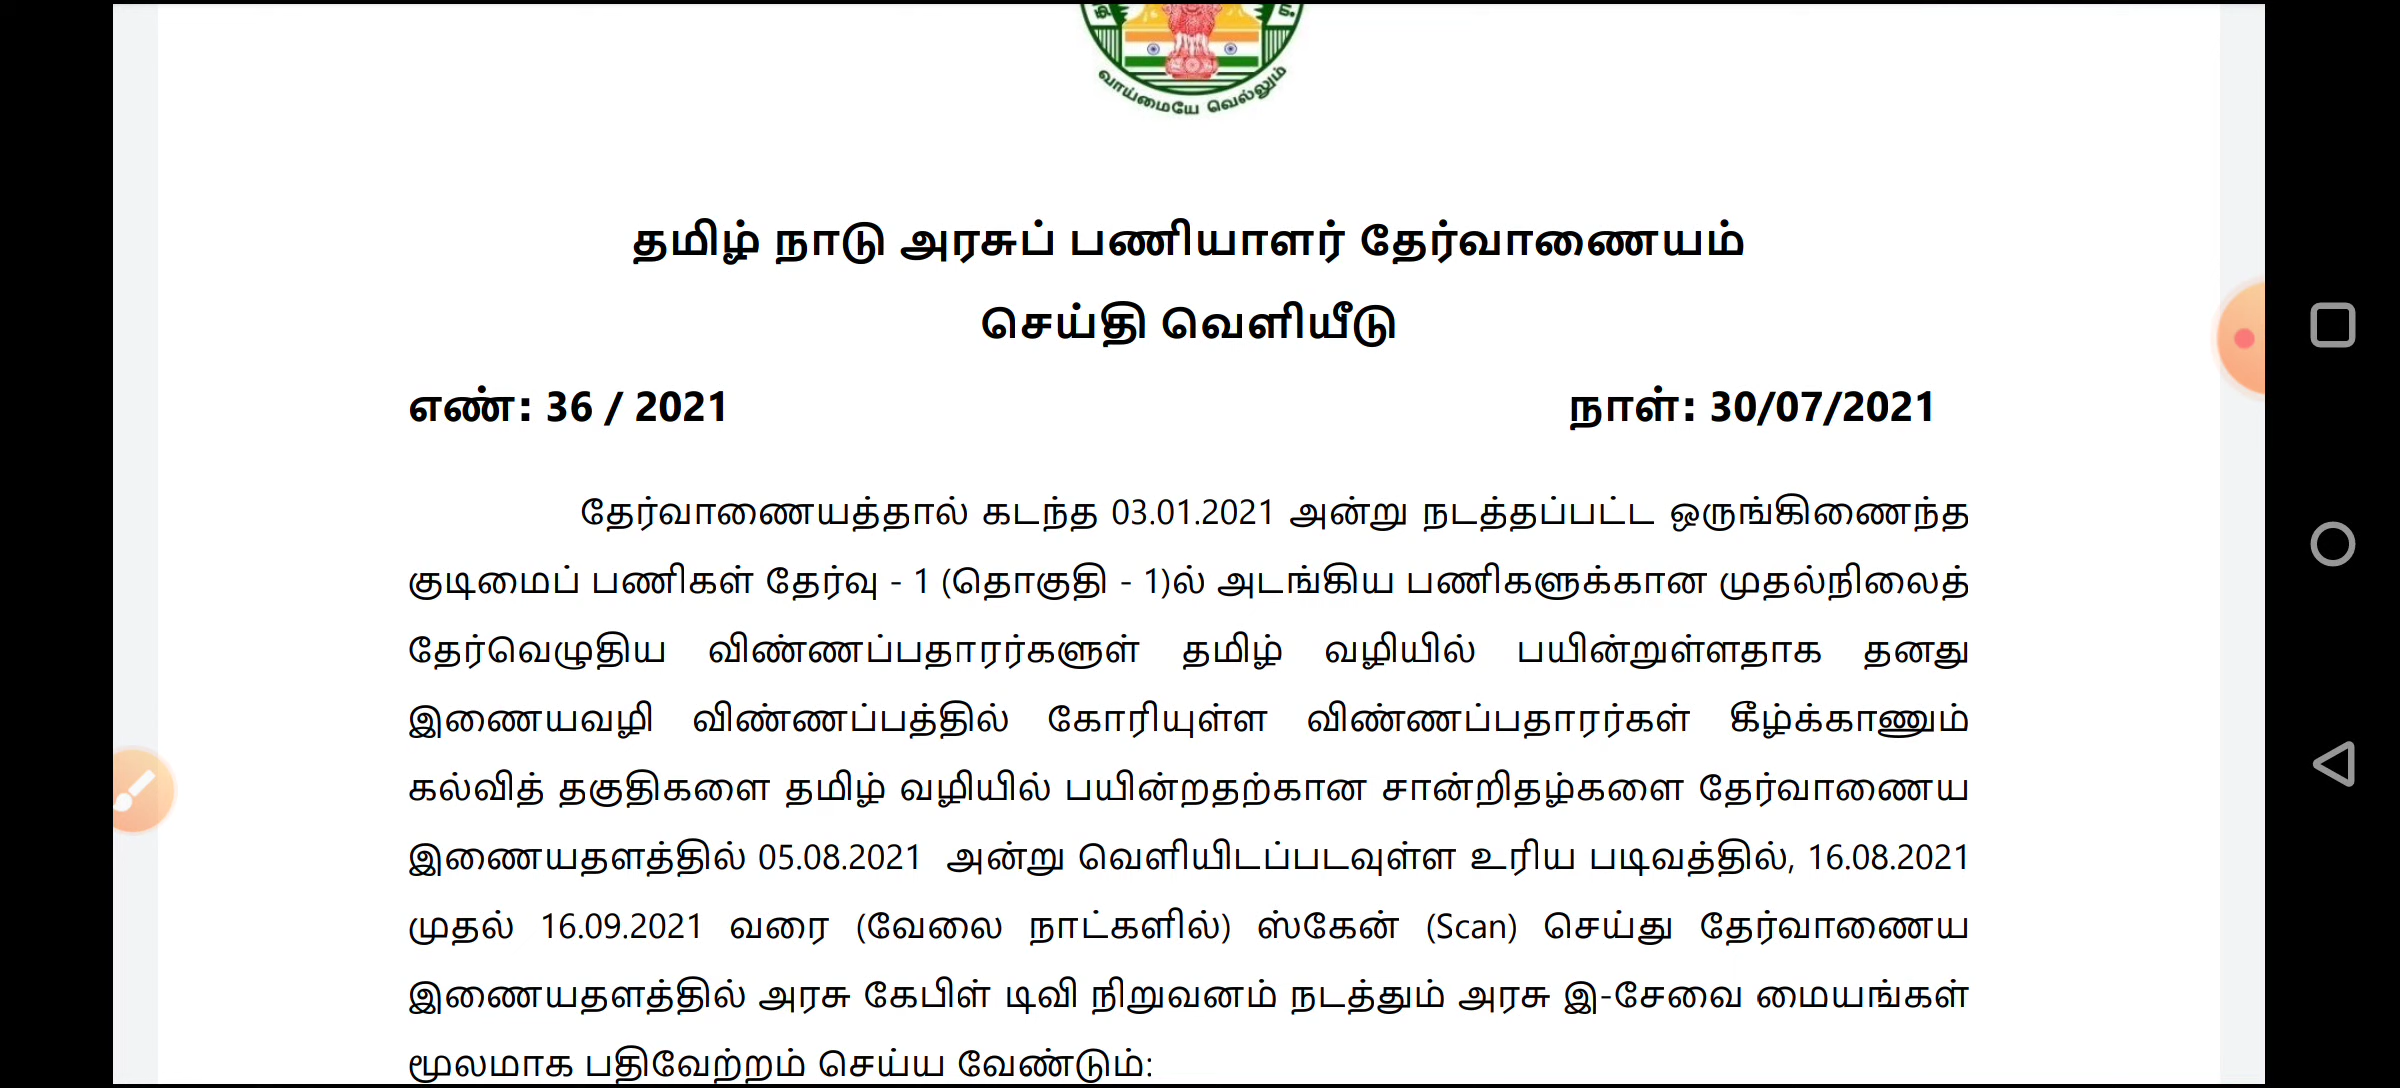 வாய்மையே வெல்லும்
தமிழ் நாடு அரசுப் பணியாளர் தேர்வாணையம்
செய்தி வெளியீடு
எண்: 36 / 2021 நாள்: 30/07/2021
தேர்வாணையத்தால் கடந்த 03.01.2021 அன்று நடத்தப்பட்ட ஒருங்கிணைந்த
குடிமைப் பணிகள் தேர்வு - 1 (தொகுதி - 1)ல் அடங்கிய பணிகளுக்கான முதல்நிலைத்
தேர்வெழுதிய விண்ணப்பதாரர்களுள் தமிழ் வழியில் பயின்றுள்ளதாக தனது
இணையவழி விண்ணப்பத்தில் கோரியுள்ள விண்ணப்பதாரர்கள் கீழ்க்காணும்
கல்வித் தகுதிகளை தமிழ் வழியில் பயின்றதற்கான சான்றிதழ்களை தேர்வாணைய
இணையதளத்தில் 05.08.2021 அன்று வெளியிடப்படவுள்ள உரிய படிவத்தில், 16.08.2021
முதல் 16.09.2021 வரை (வேலை நாட்களில்) ஸ்கேன் (Scan) செய்து தேர்வாணைய
இணையதளத்தில் அரசு கேபிள் டிவி நிறுவனம் நடத்தும் அரசு இ-சேவை மையங்கள்
மூலமாக பதிவேற்றம் செய்ய வேண்டும்: